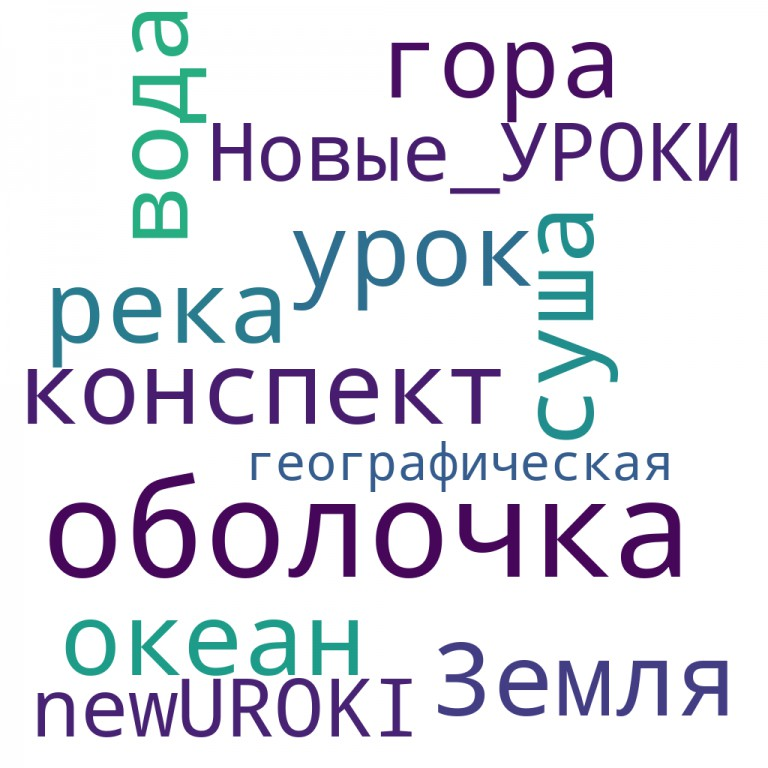 вода
гора
Новые_УРОКИ
урок
суша
река
конспект
географическая
оболочка
океан
Земля
newUROKI